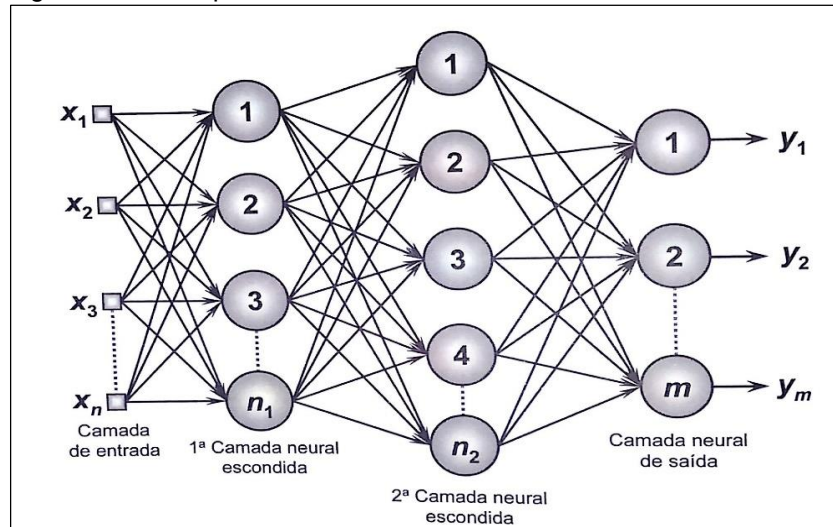 x1
x2
x3
xn
1
2
3
n1
1
2
3
4
n2
1
2
m
y1
y2
ym
Camada
de entrada
1ª Camada neural
escondida
2ª Camada neural
escondida
Camada neural
de saída